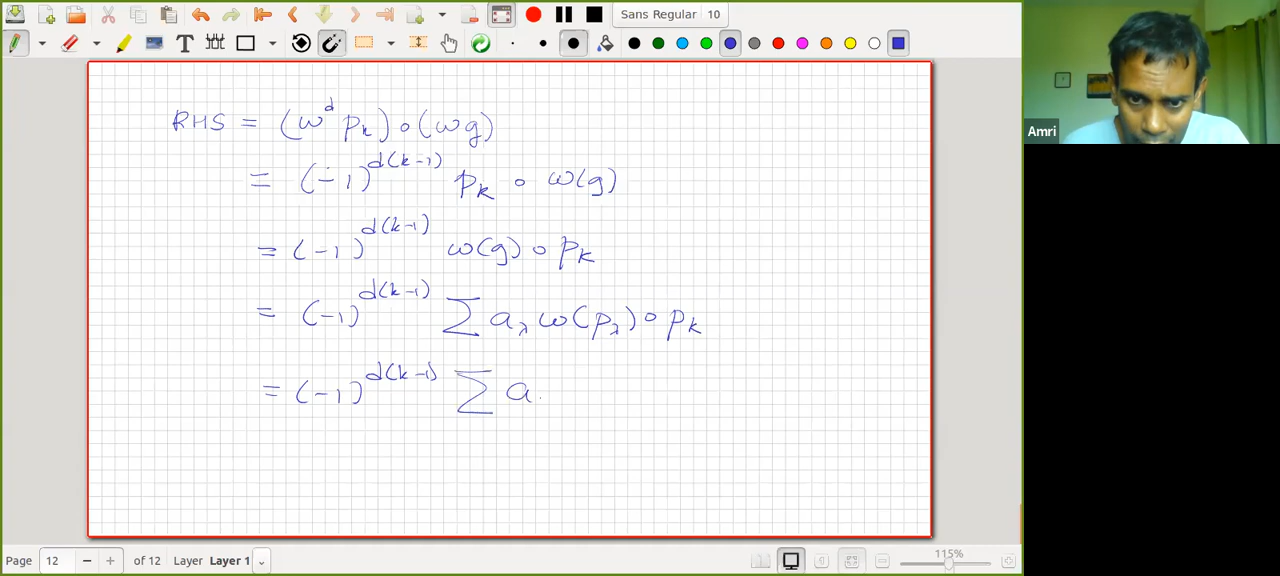 Sans Regular 10
RHS = (ω^d p_k) ∘ (ωg)
= (-1)^{d(k-1)} p_k ∘ ω(g)
= (-1)^{d(k-1)} ω(g) ∘ p_k
= (-1)^{d(k-1)} Σ a_λ ω(p_λ) ∘ p_k
= (-1)^{d(k-1)} Σ a
Amri
Page 12 of 12 Layer Layer 1 115%